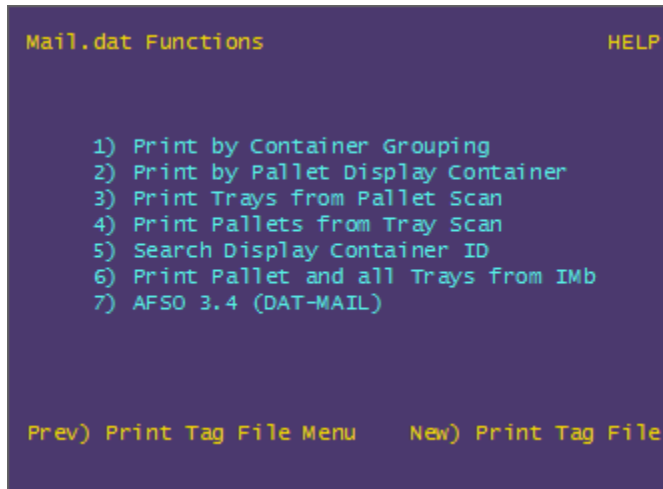 Mail.dat Functions HELP
1) Print by Container Grouping
2) Print by Pallet Display Container
3) Print Trays from Pallet Scan
4) Print Pallets from Tray Scan
5) Search Display Container ID
6) Print Pallet and all Trays from IMb
7) AFSO 3.4 (DAT-MAIL)
Prev) Print Tag File Menu New) Print Tag File